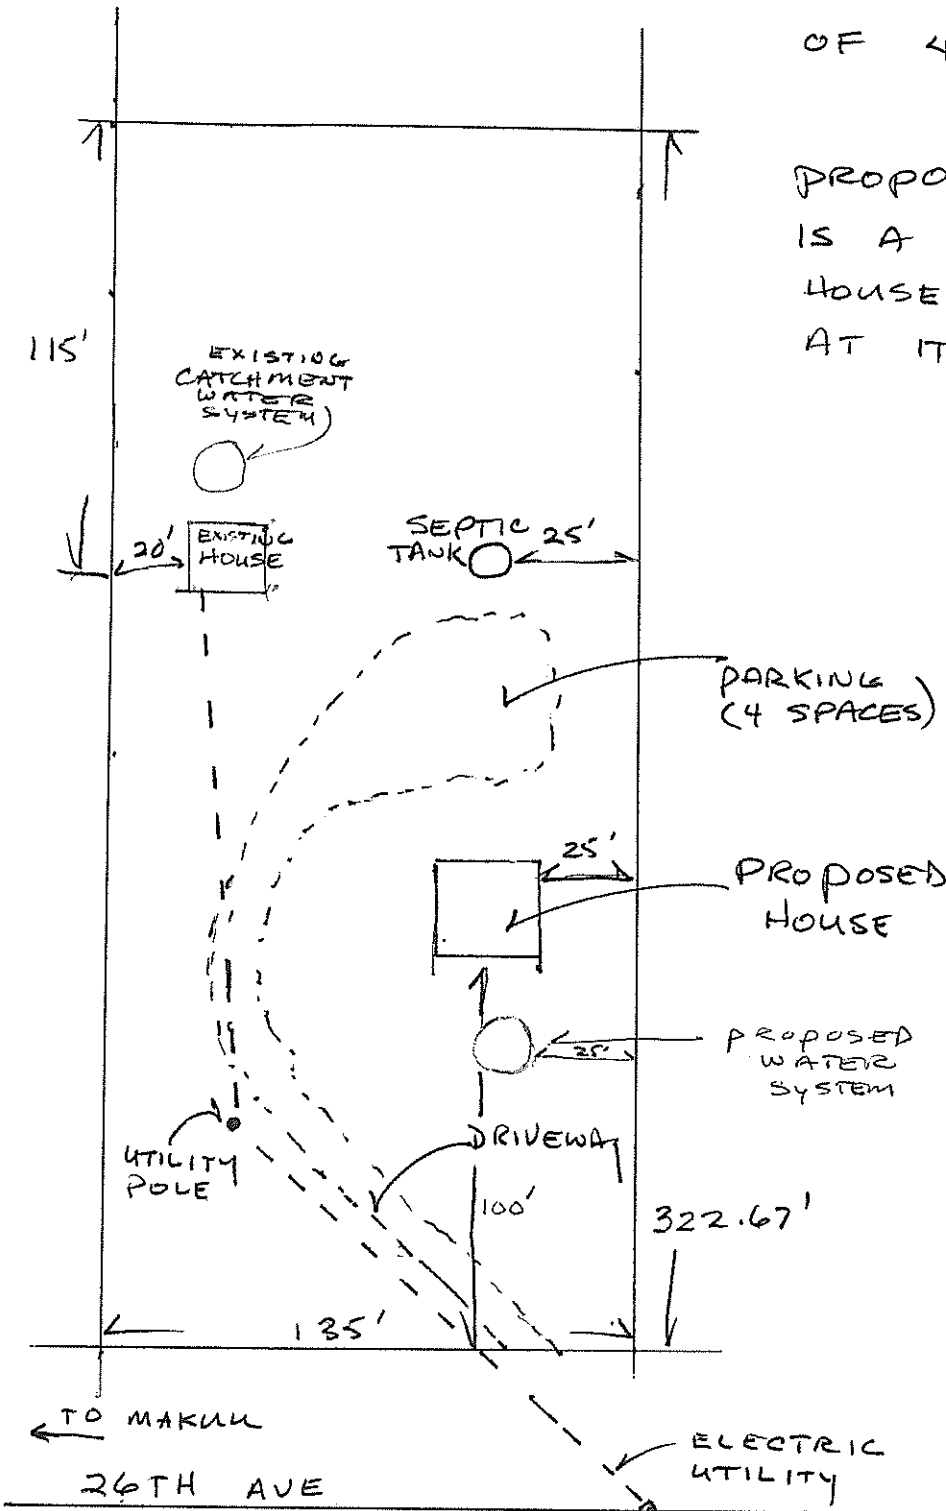 OF 4
PROPO
IS A
HOUSE
AT IT
115'
EXISTING
CATCHMENT
WATER
SYSTEM
20'
EXISTING
HOUSE
SEPTIC
TANK
25'
PARKING
(4 SPACES)
25'
PROPOSED
HOUSE
PROPOSED
WATER
SYSTEM
25'
UTILITY
POLE
DRIVEWAY
100'
322.67'
135'
TO MAKUU
26TH AVE
ELECTRIC
UTILITY